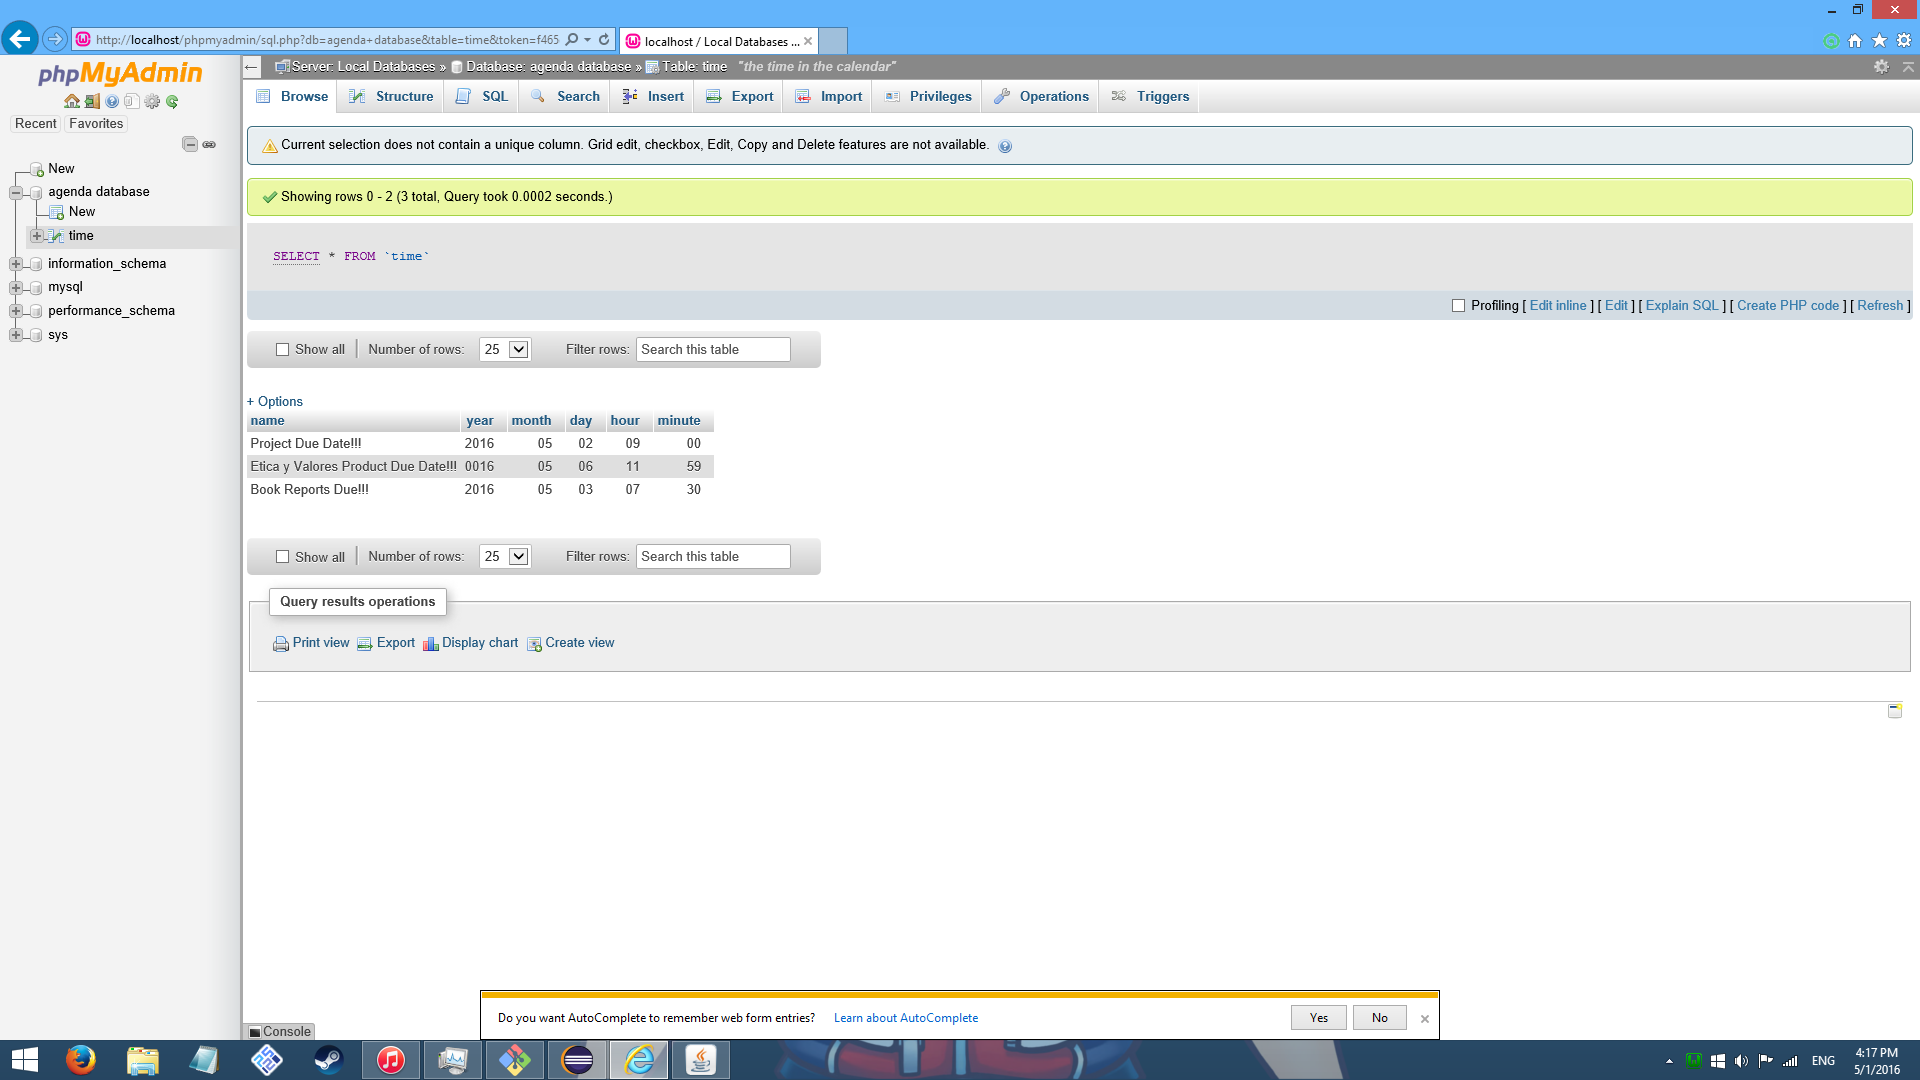 http://localhost/phpmyadmin/sql.php?db=agenda+database&table=time&token=f465
localhost / Local Databases ...
phpMyAdmin
Recent Favorites
New
agenda database
New
time
information_schema
mysql
performance_schema
sys
Server: Local Databases » Database: agenda database » Table: time "the time in the calendar"
Browse Structure SQL Search Insert Export Import Privileges Operations Triggers
Current selection does not contain a unique column. Grid edit, checkbox, Edit, Copy and Delete features are not available.
Showing rows 0 - 2 (3 total, Query took 0.0002 seconds.)
SELECT * FROM `time`
Profiling [ Edit inline ] [ Edit ] [ Explain SQL ] [ Create PHP code ] [ Refresh ]
Show all | Number of rows: 25 Filter rows: Search this table
+ Options
name year month day hour minute
Project Due Date!!! 2016 05 02 09 00
Etica y Valores Product Due Date!!! 0016 05 06 11 59
Book Reports Due!!! 2016 05 03 07 30
Show all | Number of rows: 25 Filter rows: Search this table
Query results operations
Print view Export Display chart Create view
Console
Do you want AutoComplete to remember web form entries? Learn about AutoComplete Yes No
ENG
4:17 PM
5/1/2016